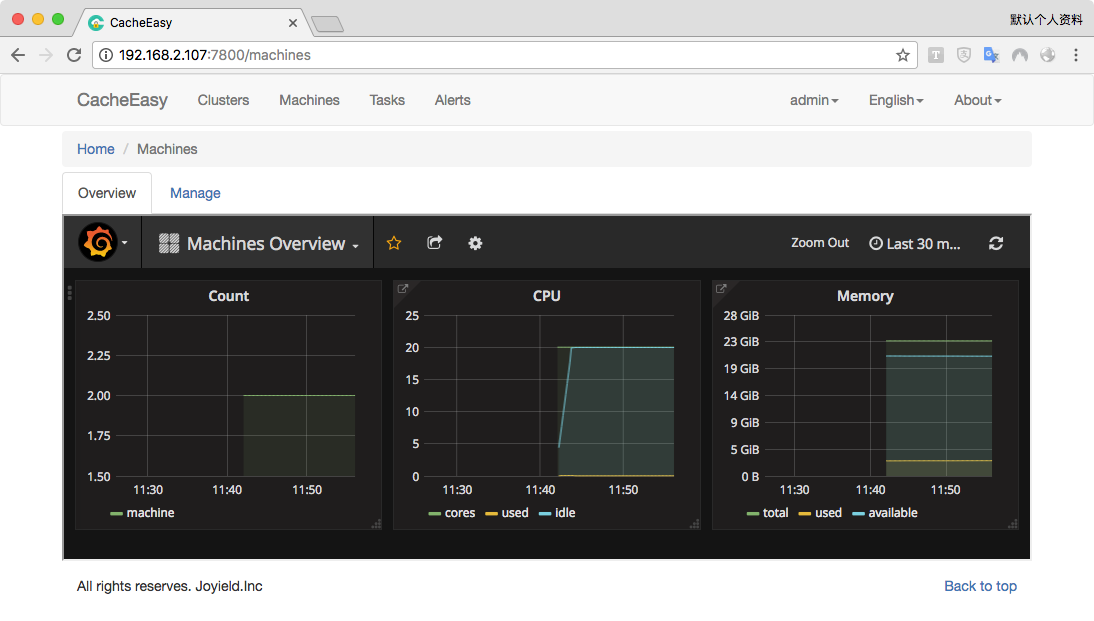 CacheEasy
默认个人资料
192.168.2.107:7800/machines
CacheEasy Clusters Machines Tasks Alerts admin English About
Home / Machines
Overview Manage
Machines Overview Zoom Out Last 30 m...
Count
2.50
2.25
2.00
1.75
1.50
11:30 11:40 11:50
machine
CPU
25
20
15
10
5
0
11:30 11:40 11:50
cores used idle
Memory
28 GiB
23 GiB
19 GiB
14 GiB
9 GiB
5 GiB
0 B
11:30 11:40 11:50
total used available
All rights reserves. Joyield.Inc Back to top